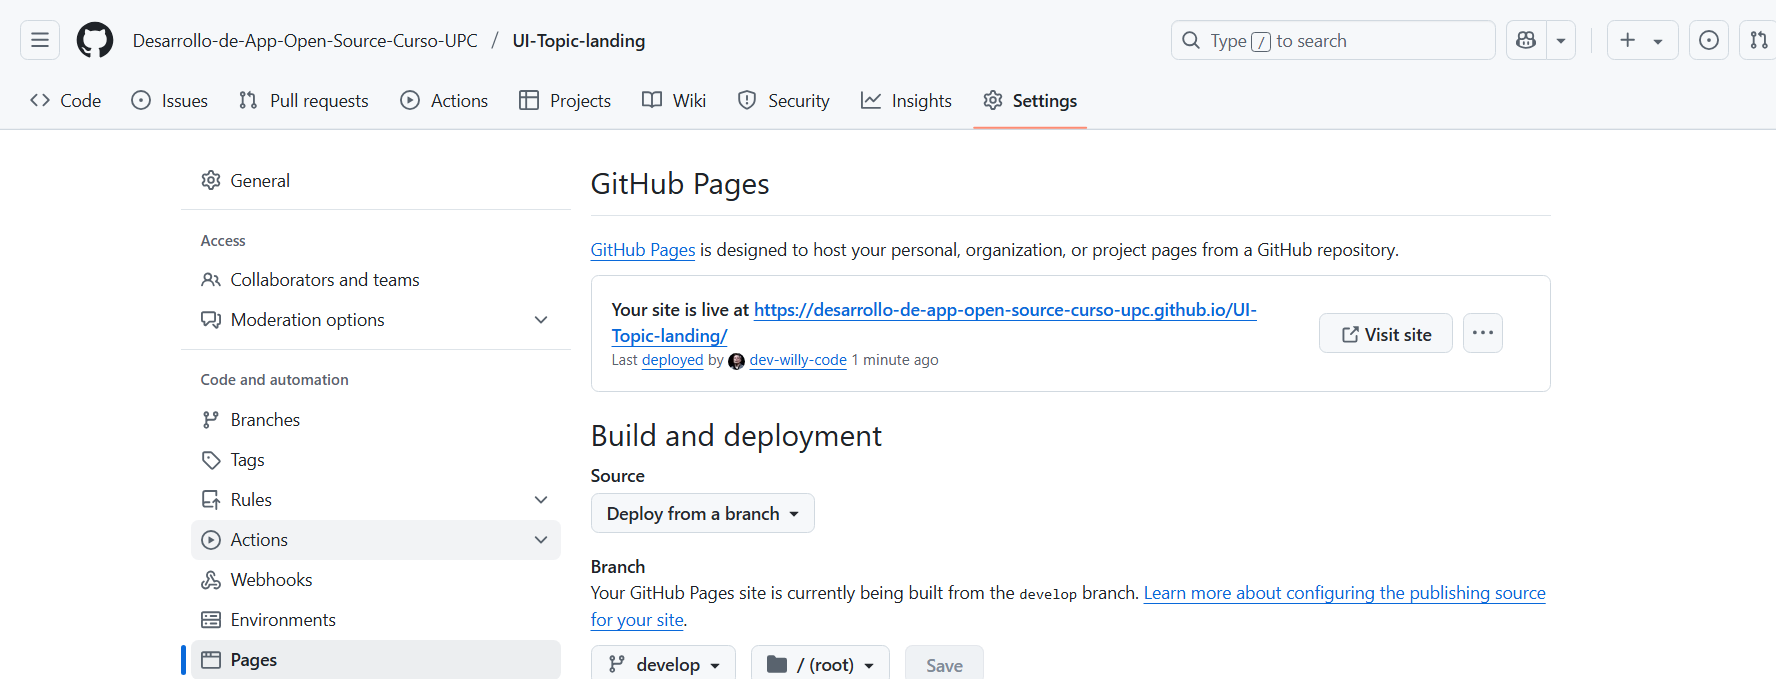 Desarrollo-de-App-Open-Source-Curso-UPC / UI-Topic-landing
Type / to search
Code
Issues
Pull requests
Actions
Projects
Wiki
Security
Insights
Settings
General
Access
Collaborators and teams
Moderation options
Code and automation
Branches
Tags
Rules
Actions
Webhooks
Environments
Pages
GitHub Pages
GitHub Pages is designed to host your personal, organization, or project pages from a GitHub repository.
Your site is live at https://desarrollo-de-app-open-source-curso-upc.github.io/UI-
Topic-landing/
Last deployed by dev-willy-code 1 minute ago
Visit site
Build and deployment
Source
Deploy from a branch
Branch
Your GitHub Pages site is currently being built from the develop branch. Learn more about configuring the publishing source
for your site.
develop
/ (root)
Save